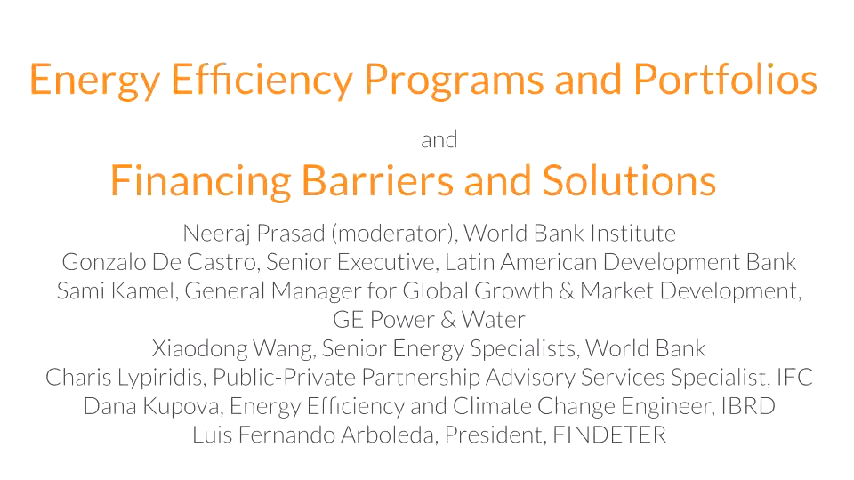 Energy Efficiency Programs and Portfolios
and
Financing Barriers and Solutions
Neeraj Prasad (moderator), World Bank Institute
Gonzalo De Castro, Senior Executive, Latin American Development Bank
Sami Kamel, General Manager for Global Growth & Market Development,
GE Power & Water
Xiaodong Wang, Senior Energy Specialists, World Bank
Charis Lypiridis, Public-Private Partnership Advisory Services Specialist, IFC
Dana Kupova, Energy Efficiency and Climate Change Engineer, IBRD
Luis Fernando Arboleda, President, FINDETER